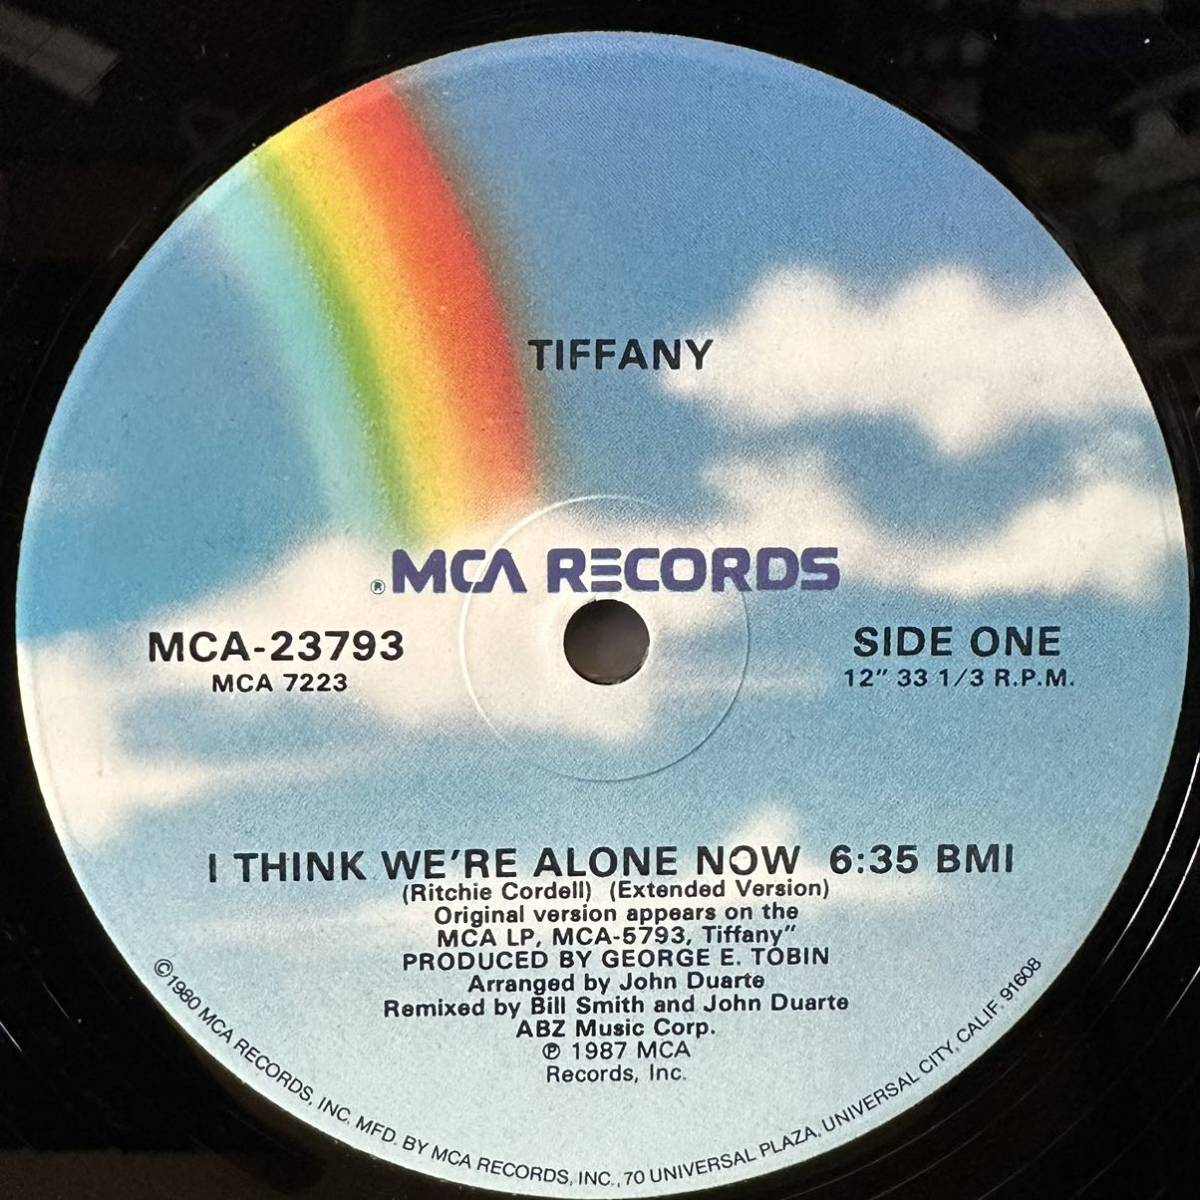 TIFFANY
® MCA RECORDS
MCA-23793
MCA 7223
SIDE ONE
12" 33 1/3 R.P.M.
I THINK WE'RE ALONE NOW 6:35 BMI
(Ritchie Cordell) (Extended Version)
Original version appears on the
MCA LP, MCA-5793, Tiffany"
PRODUCED BY GEORGE E. TOBIN
Arranged by John Duarte
Remixed by Bill Smith and John Duarte
ABZ Music Corp.
℗ 1987 MCA
Records, Inc.
©1980 MCA RECORDS, INC. MFD. BY MCA RECORDS, INC., 70 UNIVERSAL PLAZA, UNIVERSAL CITY, CALIF. 91608